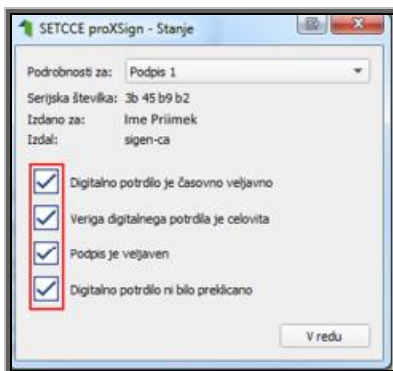 SETCCE proXSign - Stanje
Podrobnosti za: Podpis 1
Serijska številka: 3b 45 b9 b2
Izdano za: Ime Priimek
Izdal: sigen-ca
Digitalno potrdilo je časovno veljavno
Veriga digitalnega potrdila je celovita
Podpis je veljaven
Digitalno potrdilo ni bilo preklicano
V redu